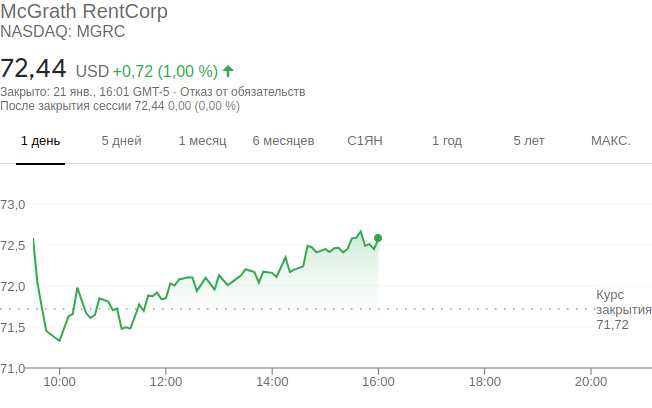 McGrath RentCorp
NASDAQ: MGRC
72,44 USD +0,72 (1,00 %)
Закрыто: 21 янв., 16:01 GMT-5 · Отказ от обязательств
После закрытия сессии 72,44 0,00 (0,00 %)
1 день 5 дней 1 месяц 6 месяцев С1ЯН 1 год 5 лет МАКС.
73,0
72,5
72,0
Курс
закрытия
71,72
71,5
71,0
10:00 12:00 14:00 16:00 18:00 20:00